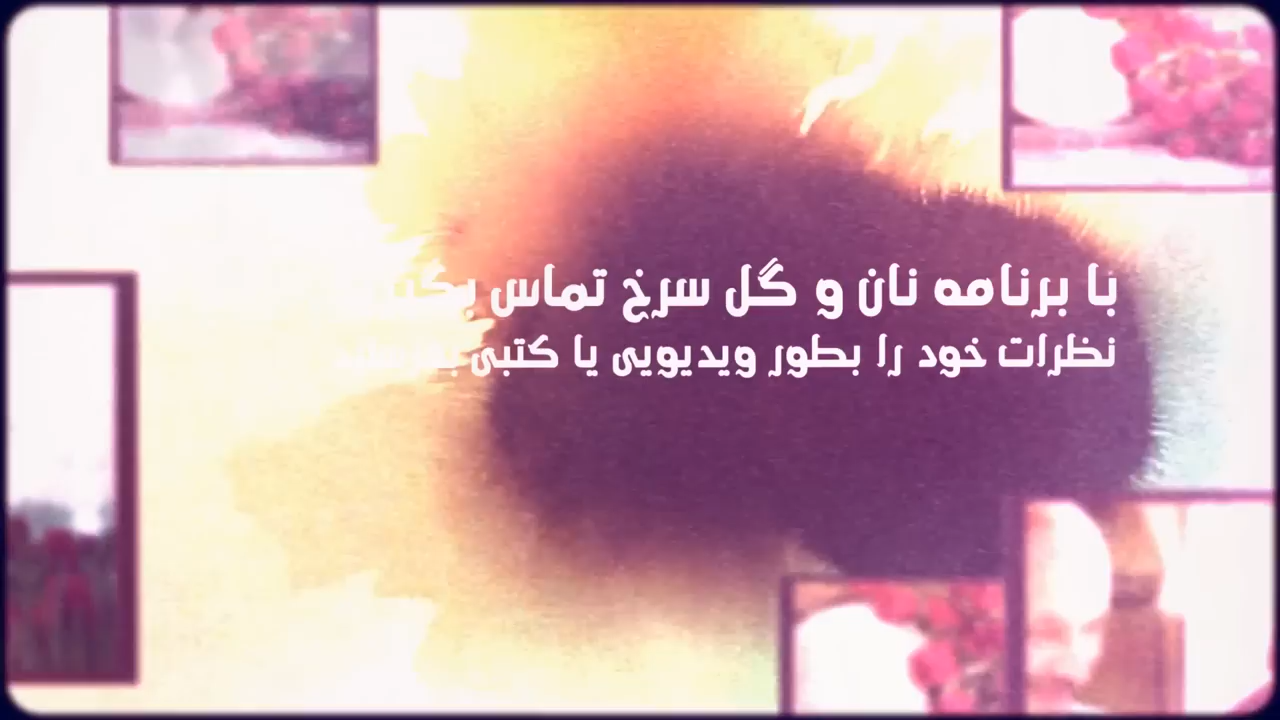 با برنامه نان و گل سرخ تماس
نظرات خود را بطور ویدیویی یا کتبی